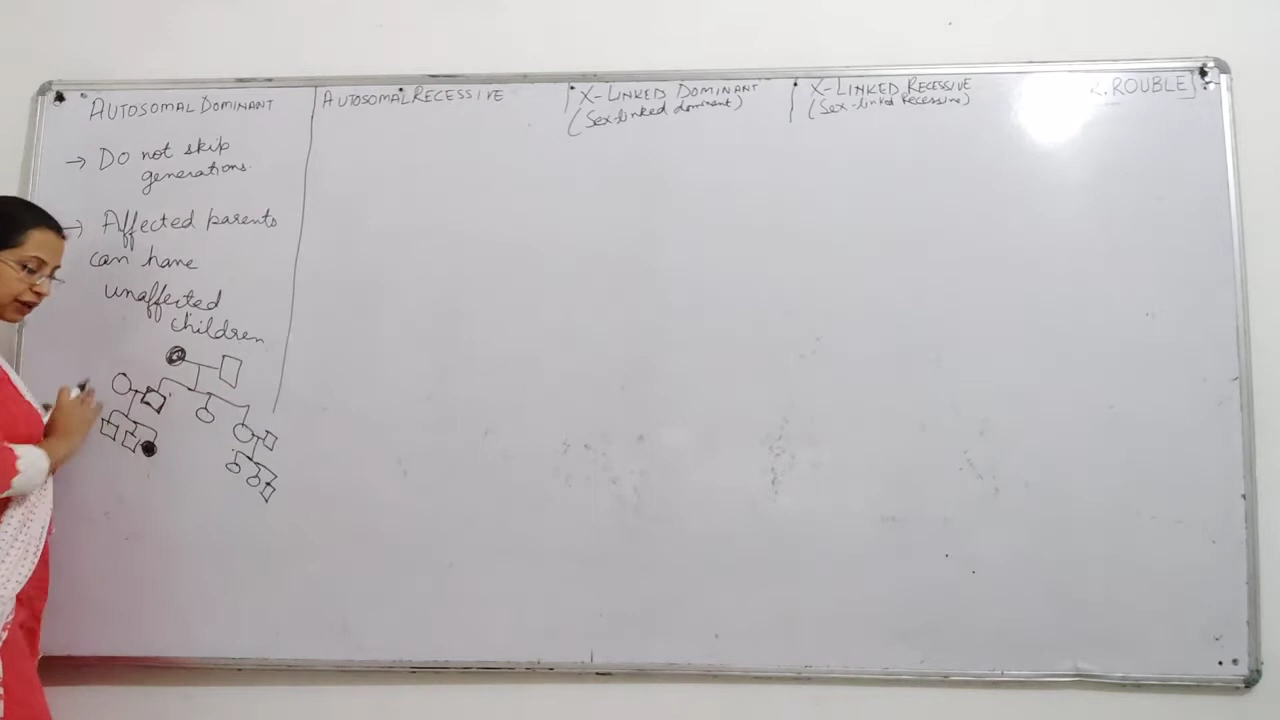 AUTOSOMAL DOMINANT
→ Do not skip
generations.
→ Affected parents
can have
unaffected
children
AUTOSOMAL RECESSIVE
X-LINKED DOMINANT
(Sex-linked dominant)
X-LINKED RECESSIVE
(Sex-linked Recessive)
ROUBLE